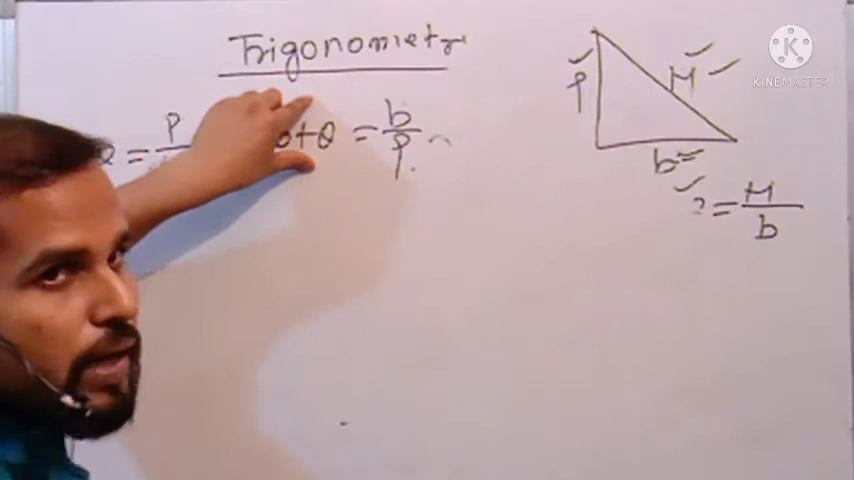 Trigonometry
= P
cotθ = b/P
P
H
b=
? = H/b
K
KINEMASTER